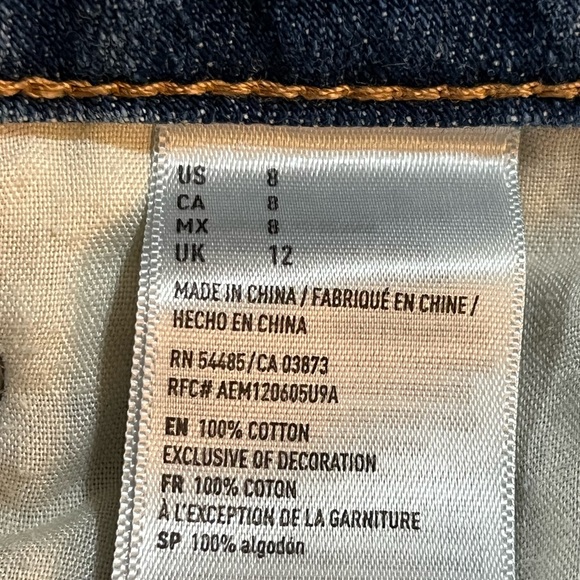 US 8
CA 8
MX 8
UK 12
MADE IN CHINA / FABRIQUÉ EN CHINE /
HECHO EN CHINA
RN 54485/CA 03873
RFC# AEM120605U9A
EN 100% COTTON
EXCLUSIVE OF DECORATION
FR 100% COTON
À L'EXCEPTION DE LA GARNITURE
SP 100% algodón